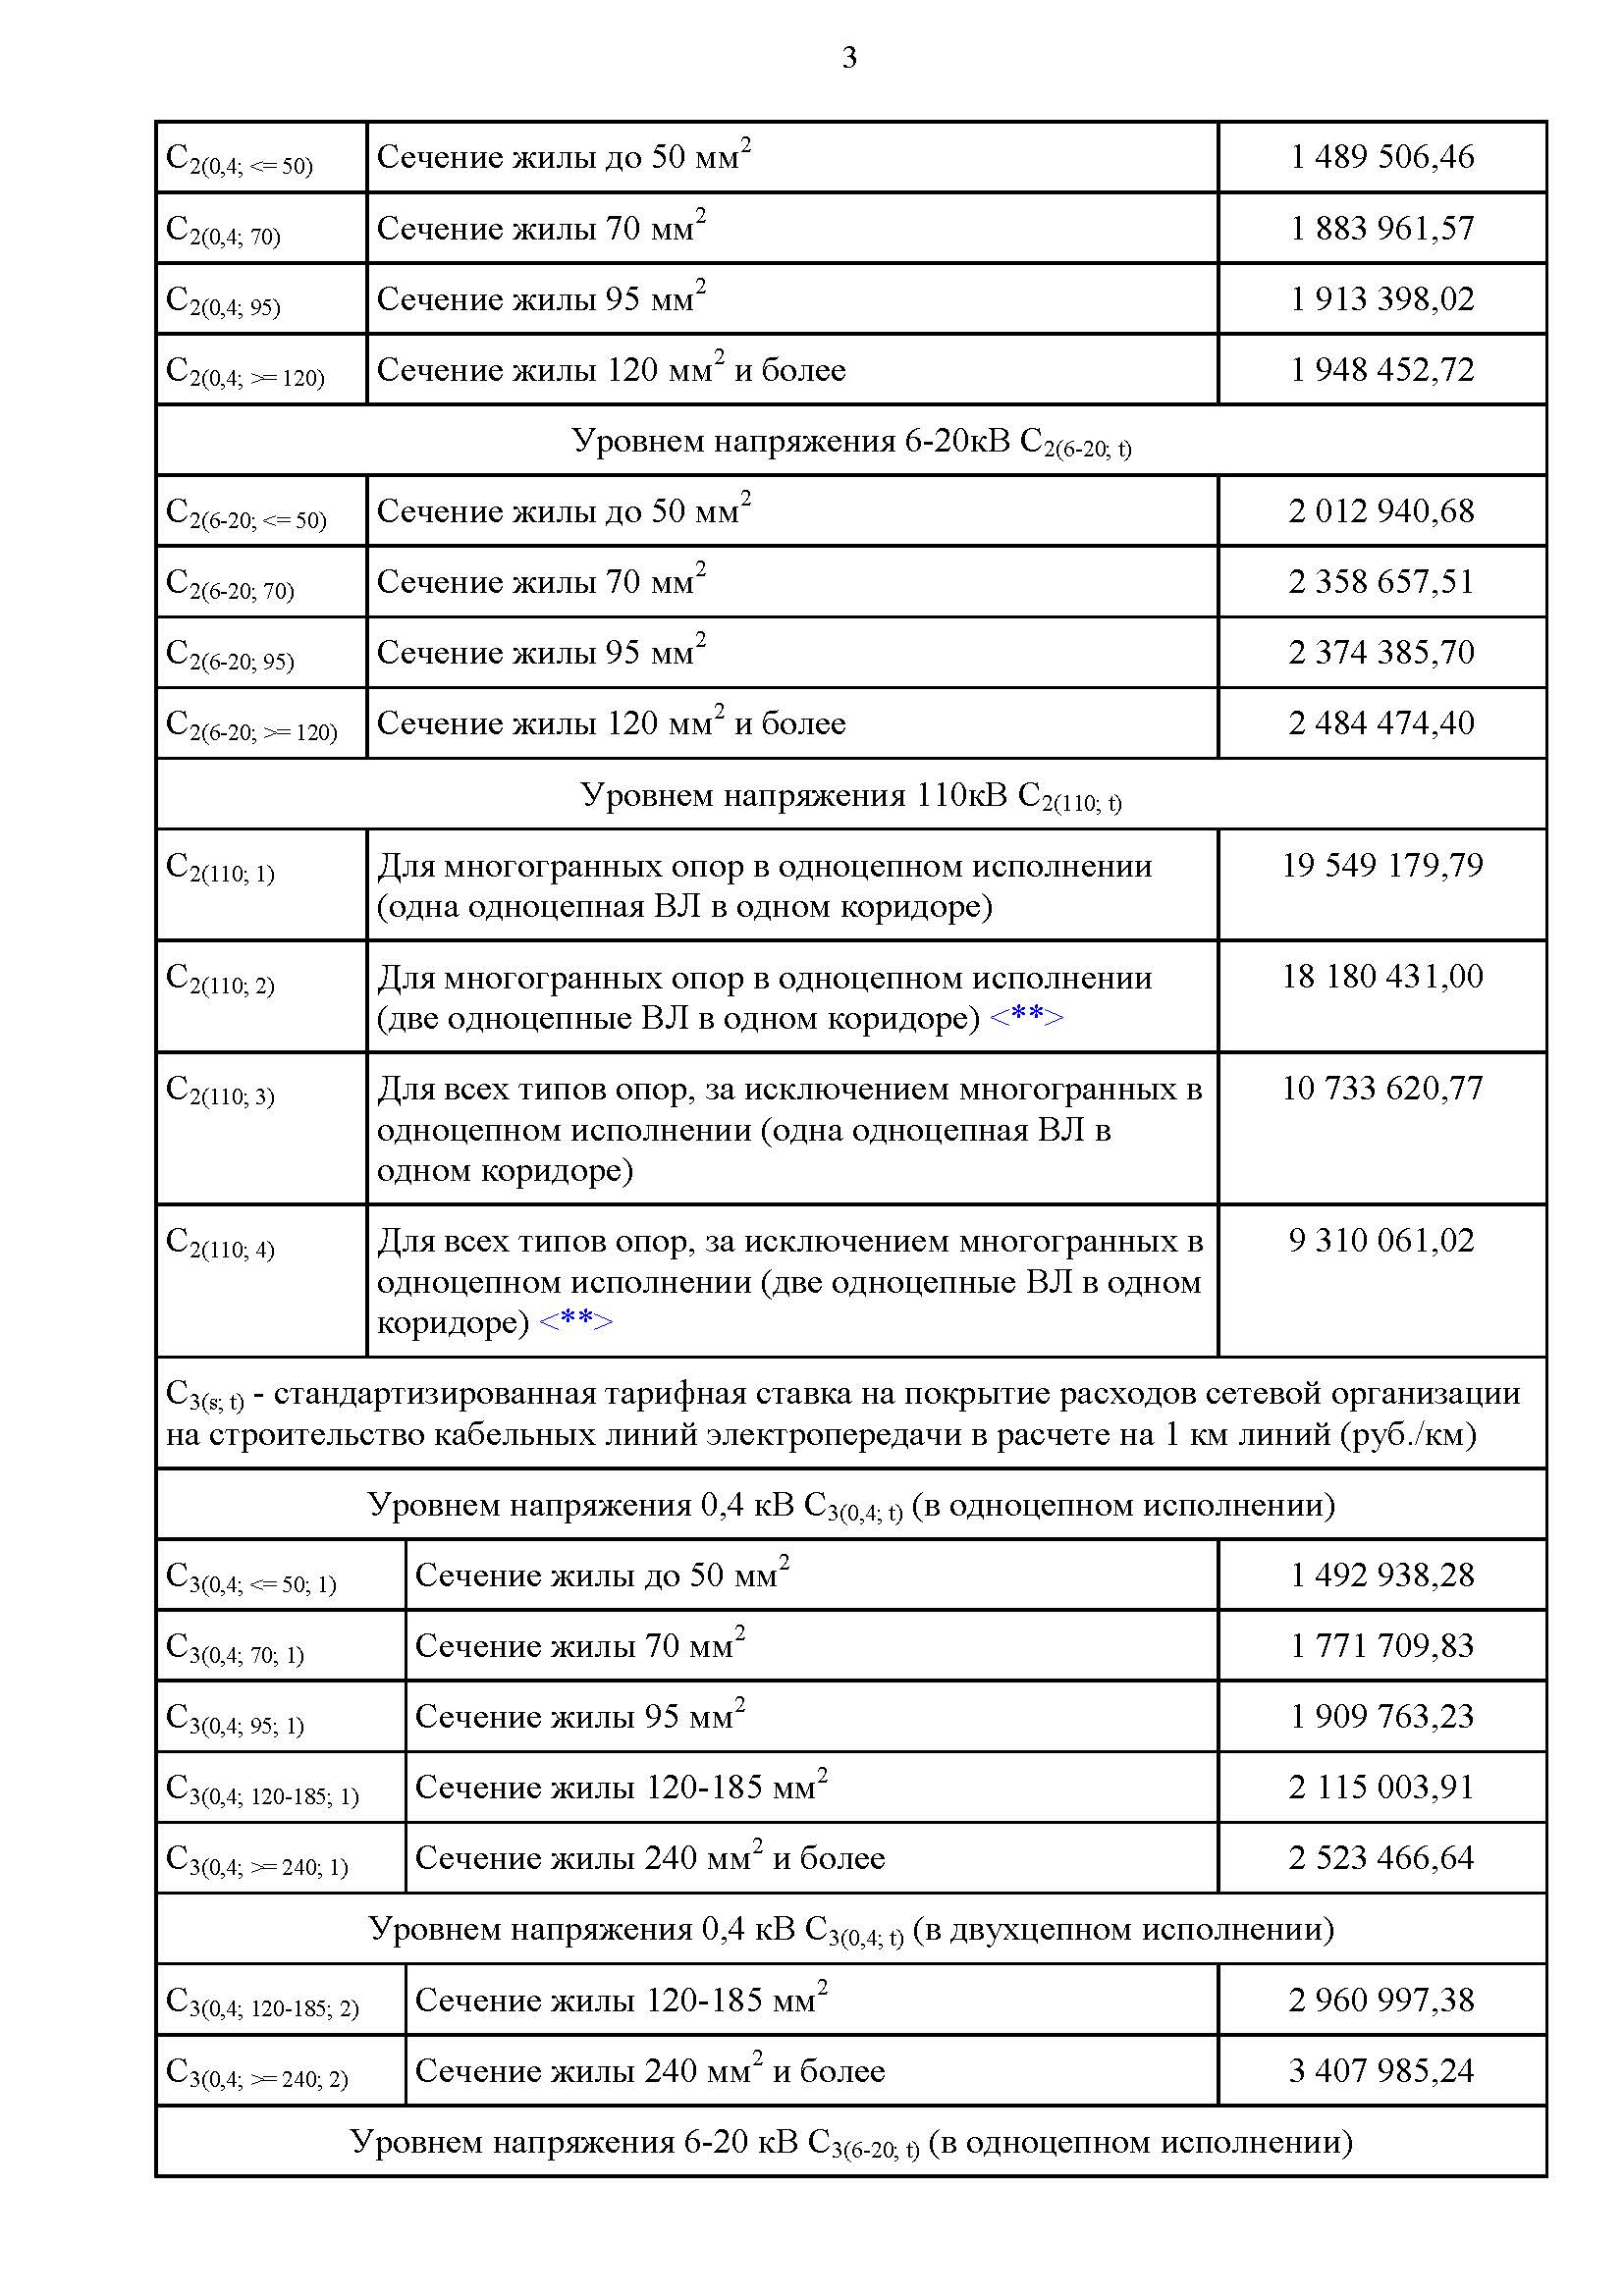 3
C2(0,4; <= 50) Сечение жилы до 50 мм2 1 489 506,46
C2(0,4; 70) Сечение жилы 70 мм2 1 883 961,57
C2(0,4; 95) Сечение жилы 95 мм2 1 913 398,02
C2(0,4; >= 120) Сечение жилы 120 мм2 и более 1 948 452,72
Уровнем напряжения 6-20кВ C2(6-20; t)
C2(6-20; <= 50) Сечение жилы до 50 мм2 2 012 940,68
C2(6-20; 70) Сечение жилы 70 мм2 2 358 657,51
C2(6-20; 95) Сечение жилы 95 мм2 2 374 385,70
C2(6-20; >= 120) Сечение жилы 120 мм2 и более 2 484 474,40
Уровнем напряжения 110кВ C2(110; t)
C2(110; 1) Для многогранных опор в одноцепном исполнении 19 549 179,79
(одна одноцепная ВЛ в одном коридоре)
C2(110; 2) Для многогранных опор в одноцепном исполнении 18 180 431,00
(две одноцепные ВЛ в одном коридоре) <**>
C2(110; 3) Для всех типов опор, за исключением многогранных в 10 733 620,77
одноцепном исполнении (одна одноцепная ВЛ в
одном коридоре)
C2(110; 4) Для всех типов опор, за исключением многогранных в 9 310 061,02
одноцепном исполнении (две одноцепные ВЛ в одном
коридоре) <**>
C3(s; t) - стандартизированная тарифная ставка на покрытие расходов сетевой организации
на строительство кабельных линий электропередачи в расчете на 1 км линий (руб./км)
Уровнем напряжения 0,4 кВ C3(0,4; t) (в одноцепном исполнении)
C3(0,4; <= 50; 1) Сечение жилы до 50 мм2 1 492 938,28
C3(0,4; 70; 1) Сечение жилы 70 мм2 1 771 709,83
C3(0,4; 95; 1) Сечение жилы 95 мм2 1 909 763,23
C3(0,4; 120-185; 1) Сечение жилы 120-185 мм2 2 115 003,91
C3(0,4; >= 240; 1) Сечение жилы 240 мм2 и более 2 523 466,64
Уровнем напряжения 0,4 кВ C3(0,4; t) (в двухцепном исполнении)
C3(0,4; 120-185; 2) Сечение жилы 120-185 мм2 2 960 997,38
C3(0,4; >= 240; 2) Сечение жилы 240 мм2 и более 3 407 985,24
Уровнем напряжения 6-20 кВ C3(6-20; t) (в одноцепном исполнении)